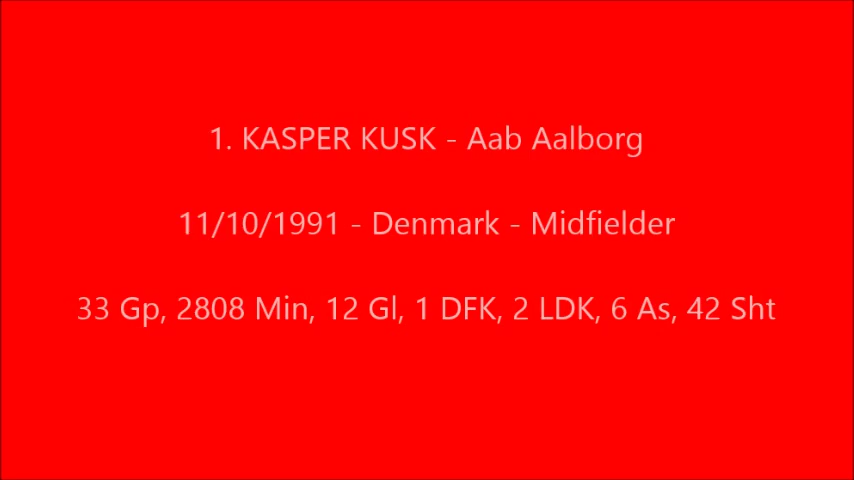 1. KASPER KUSK - Aab Aalborg
11/10/1991 - Denmark - Midfielder
33 Gp, 2808 Min, 12 Gl, 1 DFK, 2 LDK, 6 As, 42 Sht